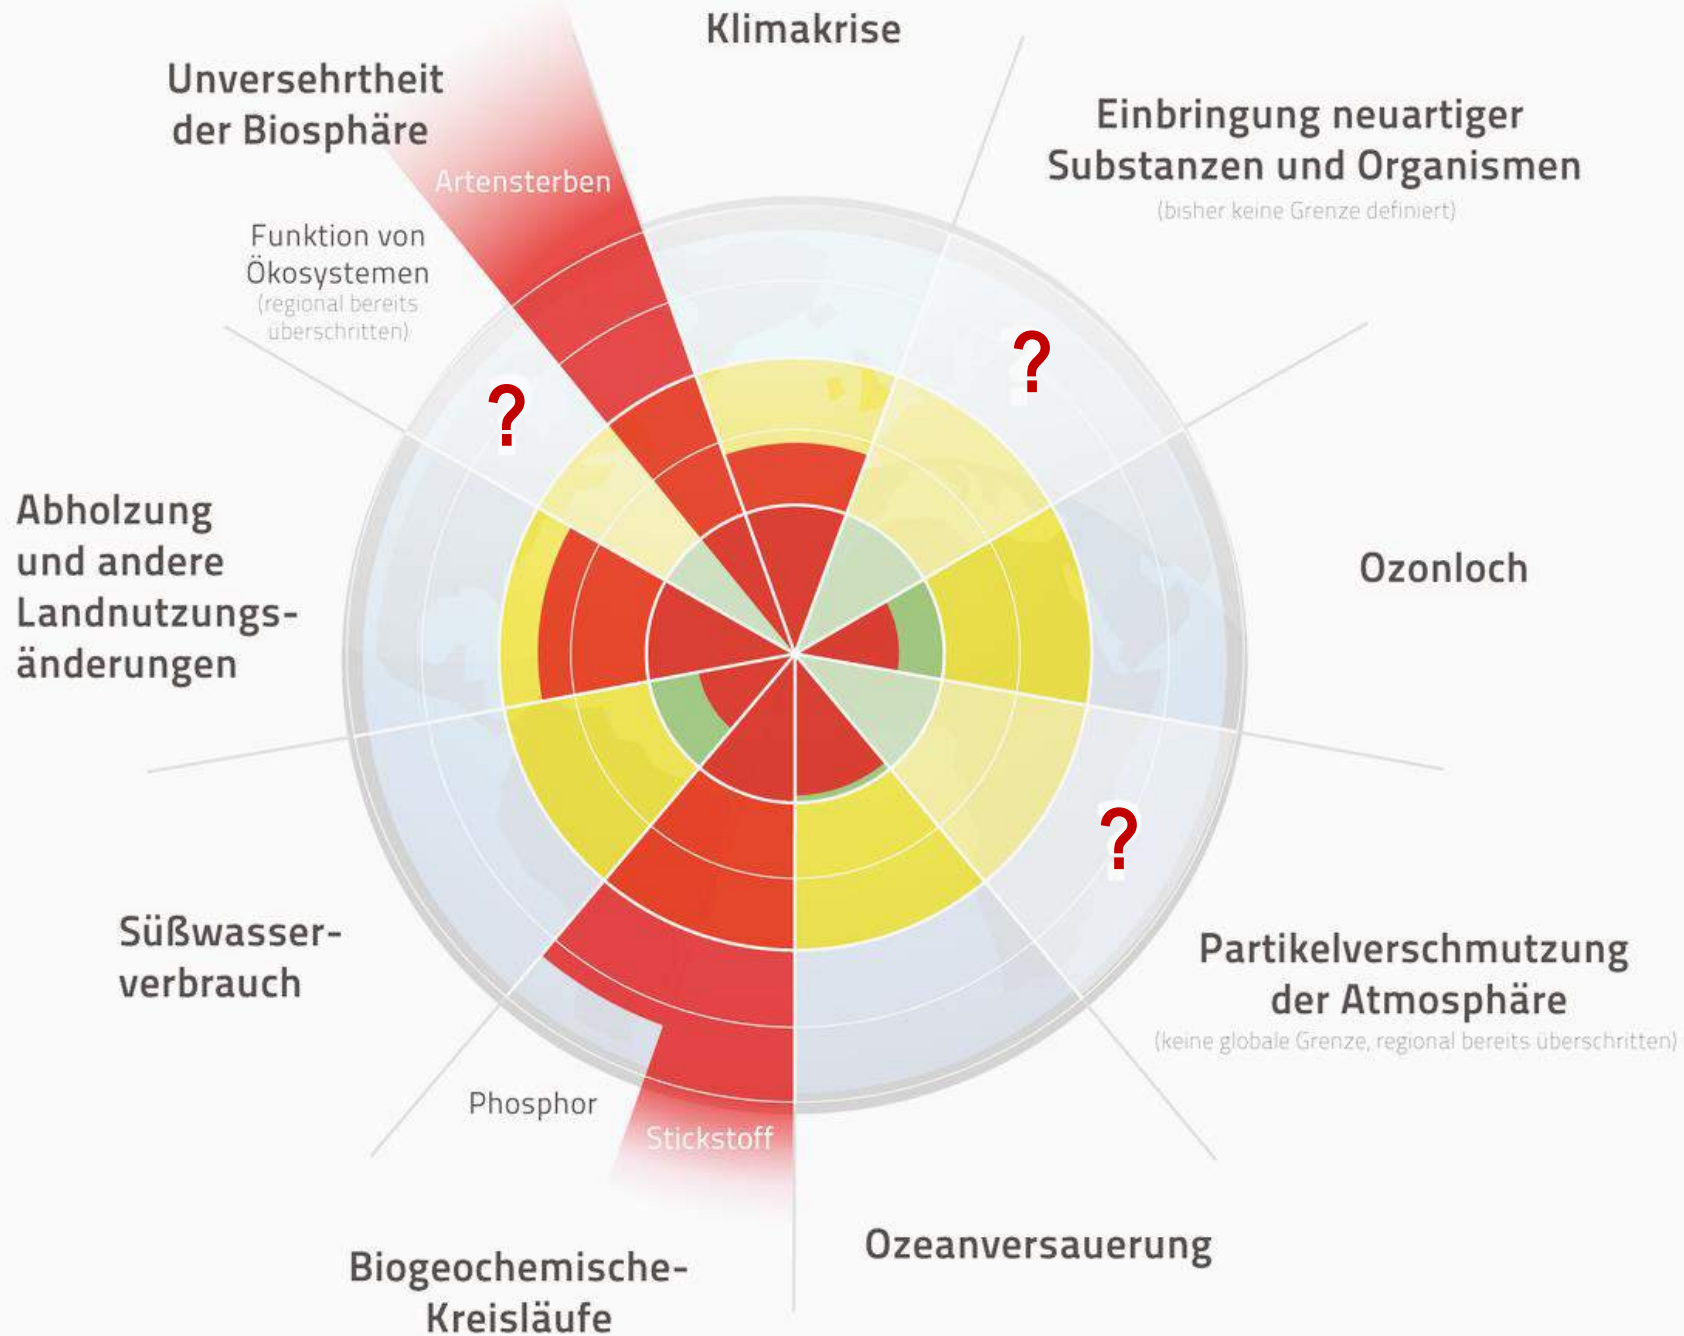 Klimakrise
Unversehrtheit
der Biosphäre
Artensterben
Funktion von
Ökosystemen
(regional bereits
überschritten)
Einbringung neuartiger
Substanzen und Organismen
(bisher keine Grenze definiert)
?
?
Abholzung
und andere
Landnutzungs-
änderungen
Ozonloch
?
Süßwasser-
verbrauch
Partikelverschmutzung
der Atmosphäre
(keine globale Grenze, regional bereits überschritten)
Phosphor
Stickstoff
Ozeanversauerung
Biogeochemische-
Kreisläufe